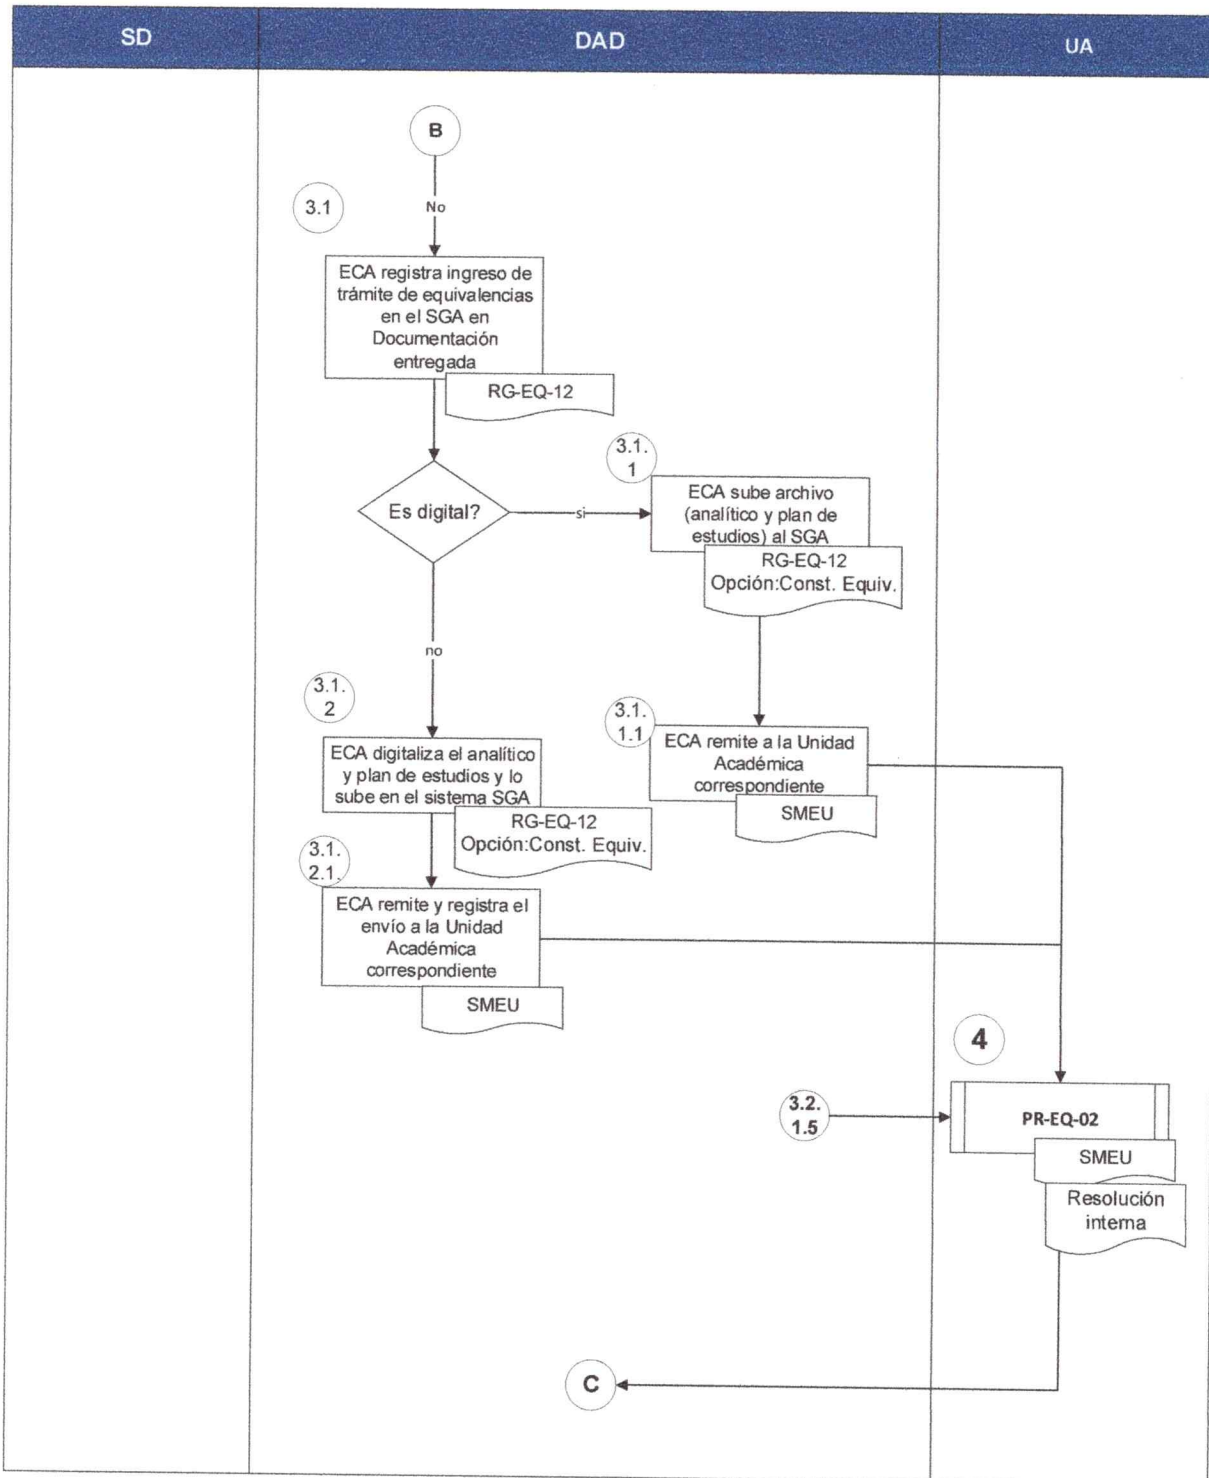 SD
DAD
UA
B
3.1
No
ECA registra ingreso de
trámite de equivalencias
en el SGA en
Documentación
entregada
RG-EQ-12
Es digital?
si
3.1.
1
ECA sube archivo
(analítico y plan de
estudios) al SGA
RG-EQ-12
Opción:Const. Equiv.
no
3.1.
2
ECA digitaliza el analítico
y plan de estudios y lo
sube en el sistema SGA
RG-EQ-12
Opción:Const. Equiv.
3.1.
1.1
ECA remite a la Unidad
Académica
correspondiente
SMEU
3.1.
2.1.
ECA remite y registra el
envío a la Unidad
Académica
correspondiente
SMEU
4
3.2.
1.5
PR-EQ-02
SMEU
Resolución
interna
C